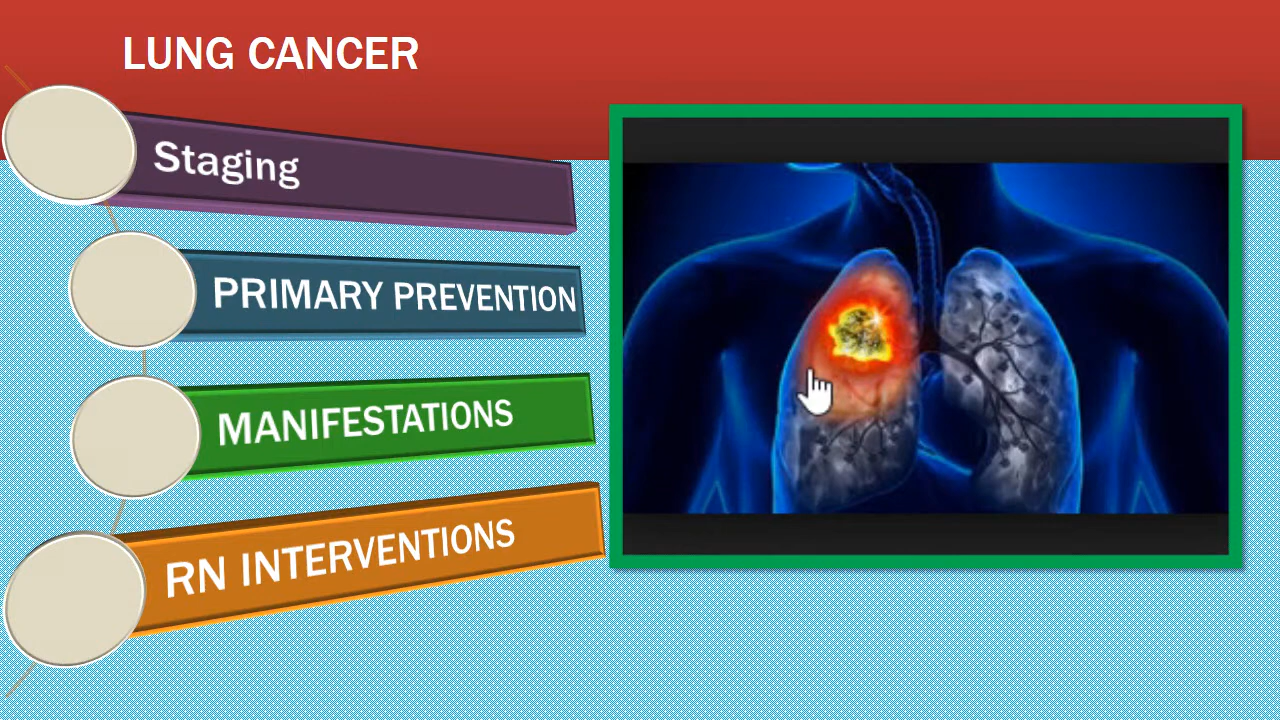 LUNG CANCER
Staging
PRIMARY PREVENTION
MANIFESTATIONS
RN INTERVENTIONS